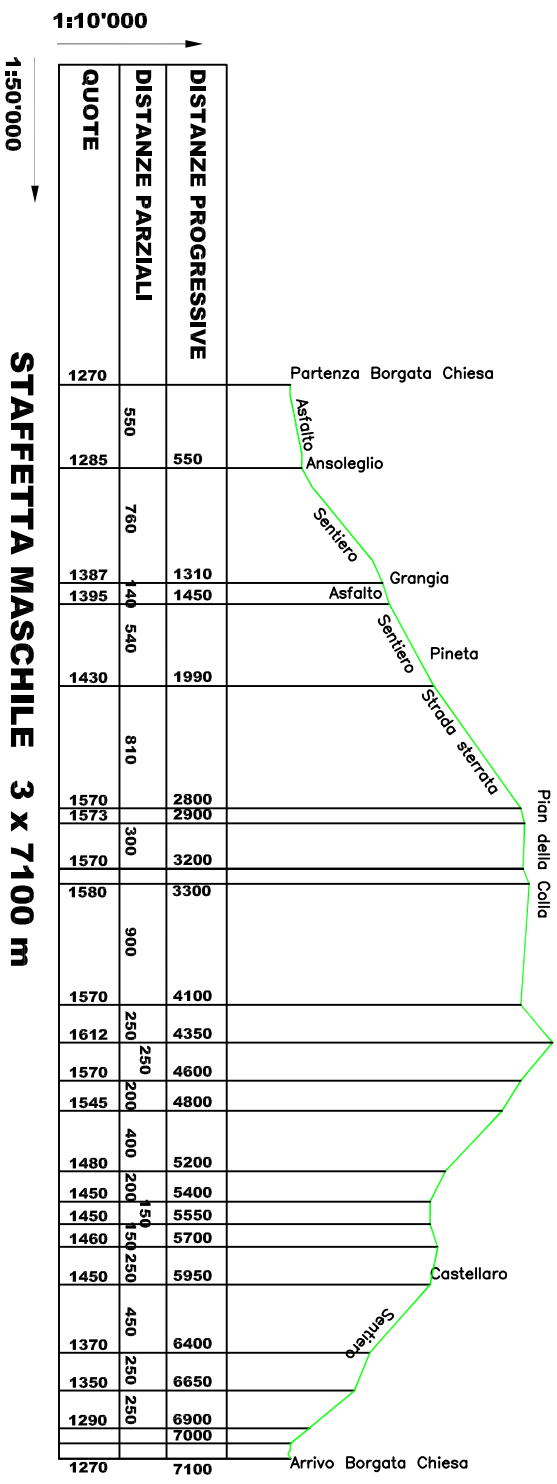 1:10'000
1:50'000
STAFFETTA MASCHILE 3 x 7100 m
QUOTE
DISTANZE PARZIALI
DISTANZE PROGRESSIVE
1270 Partenza Borgata Chiesa
550 Asfalto
1285 550 Ansoleglio
760 Sentiero
1387 1310 Grangia
140 Asfalto
1395 1450
540 Sentiero Pineta
1430 1990
810 Strada sterrata
1570 2800
1573 2900
Pian della Colla
300
1570 3200
1580 3300
900
1570 4100
250
1612 4350
250
1570 4600
200
1545 4800
400
1480 5200
200
1450 5400
150
1450 5550
150
1460 5700
250
1450 5950 Castellaro
450 Sentiero
1370 6400
250
1350 6650
250
1290 6900
7000
1270 7100 Arrivo Borgata Chiesa